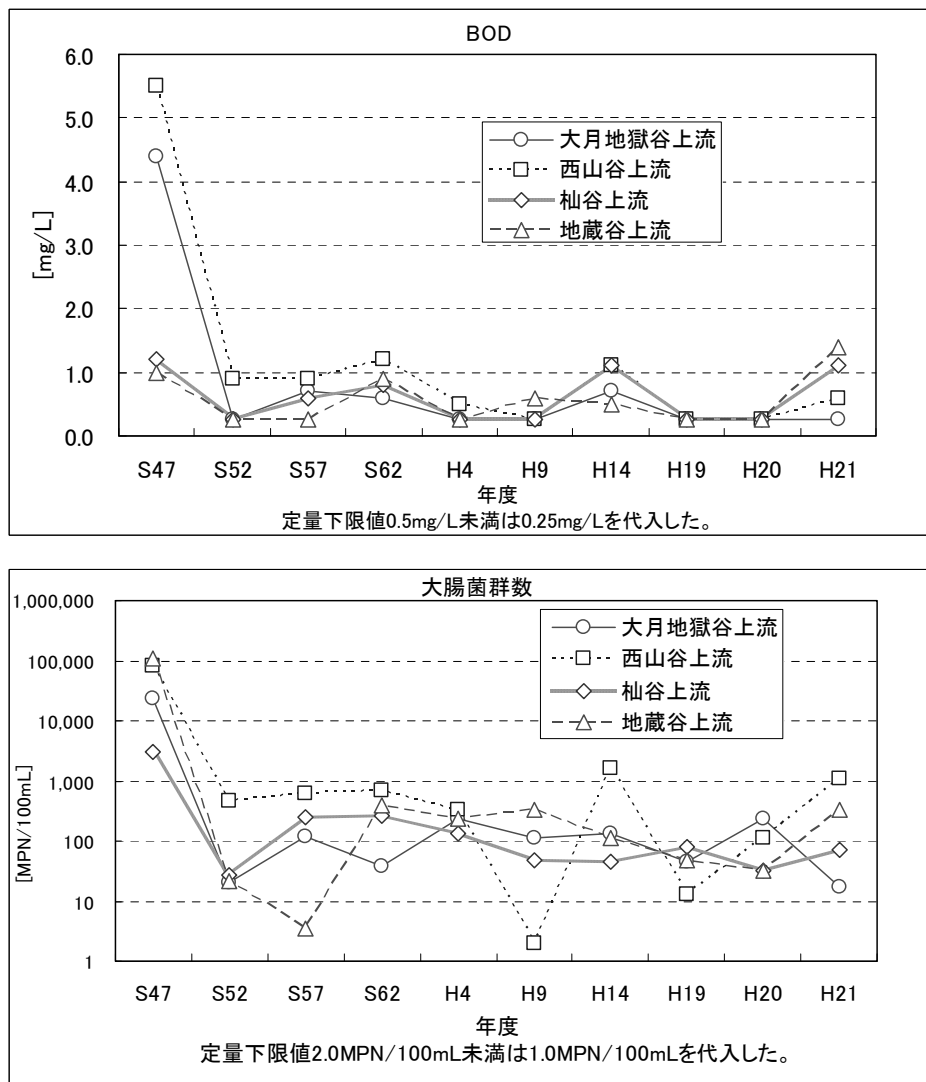 BOD
6.0
5.0
4.0
3.0
2.0
1.0
0.0
[mg/L]
大月地獄谷上流
西山谷上流
杣谷上流
地蔵谷上流
S47 S52 S57 S62 H4 H9 H14 H19 H20 H21
年度
定量下限値0.5mg/L未満は0.25mg/Lを代入した。
大腸菌群数
1,000,000
100,000
10,000
1,000
100
10
1
[MPN/100mL]
大月地獄谷上流
西山谷上流
杣谷上流
地蔵谷上流
S47 S52 S57 S62 H4 H9 H14 H19 H20 H21
年度
定量下限値2.0MPN/100mL未満は1.0MPN/100mLを代入した。